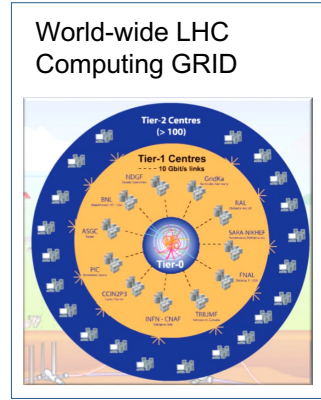 World-wide LHC
Computing GRID
Tier-2 Centres
(> 100)
Tier-1 Centres
10 Gbit/s links
NDGF
GridKa
BNL
RAL
ASGC
SARA-NIKHEF
Tier-0
PIC
FNAL
CCIN2P3
TRIUMF
INFN - CNAF